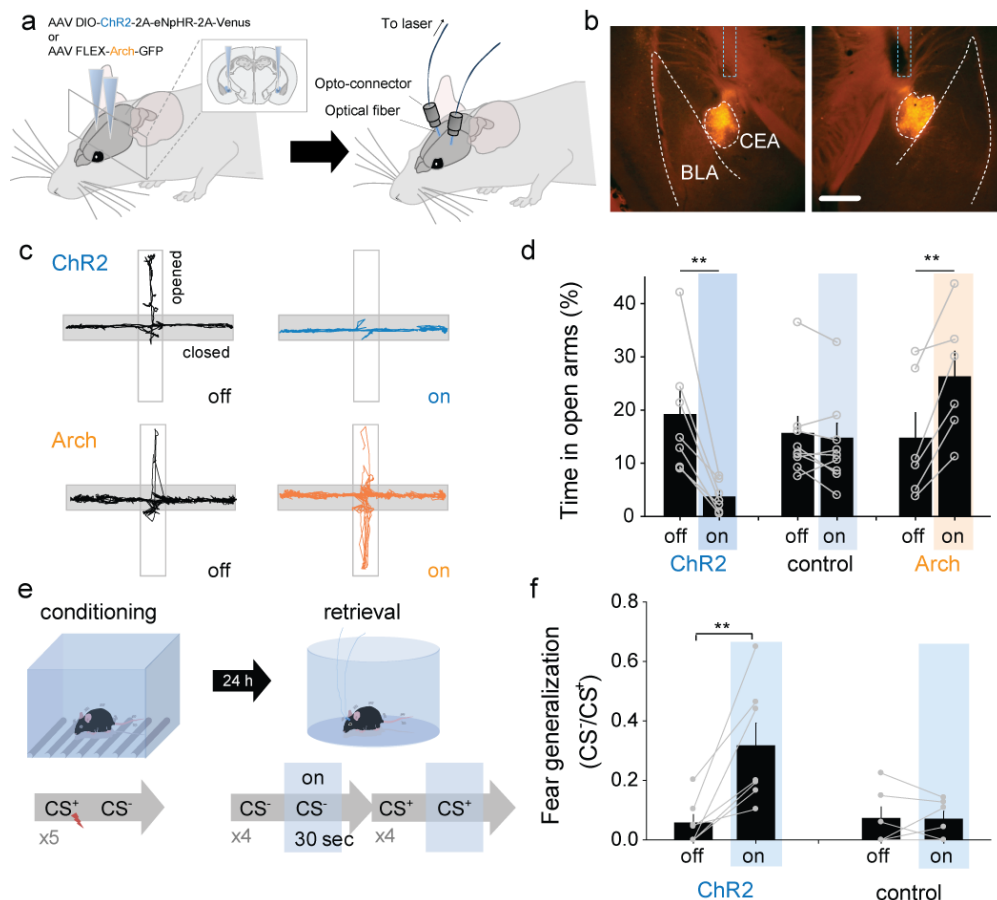 a
AAV DIO-ChR2-2A-eNpHR-2A-Venus
or
AAV FLEX-Arch-GFP
To laser
Opto-connector
Optical fiber
b
BLA
CEA
c
ChR2
opened
closed
off
on
Arch
off
on
d
Time in open arms (%)
40
30
20
10
0
**
**
off on off on off on
ChR2 control Arch
e
conditioning
retrieval
24 h
on
CS+ CS-
CS- CS- CS+ CS+
x5
x4
30 sec
x4
f
Fear generalization
(CS-/CS+)
0.8
0.6
0.4
0.2
0.0
**
off on off on
ChR2 control